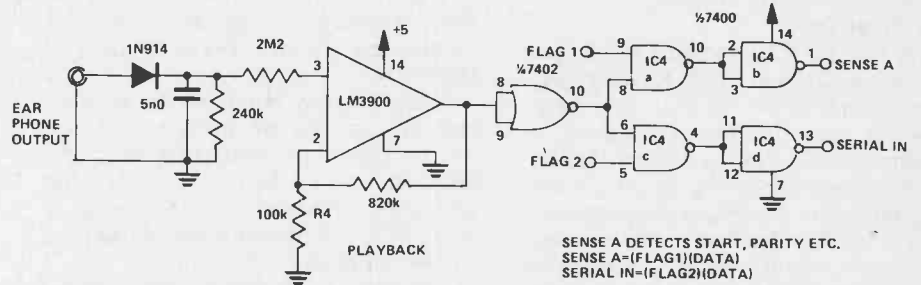 1N914
5n0
240k
2M2
EAR
PHONE
OUTPUT
3
2
+5
14
LM3900
7
100k
R4
820k
PLAYBACK
¼7402
8
9
10
FLAG 1
9
8
IC4
a
10
½7400
2
3
14
IC4
b
1
SENSE A
FLAG 2
6
5
IC4
c
4
11
12
IC4
d
13
7
SERIAL IN
SENSE A DETECTS START, PARITY ETC.
SENSE A=(FLAG1)(DATA)
SERIAL IN=(FLAG2)(DATA)